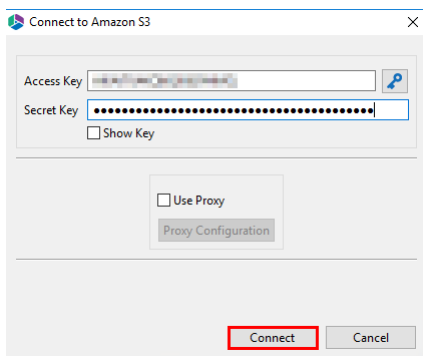 Connect to Amazon S3
Access Key
Secret Key ●●●●●●●●●●●●●●●●●●●●●●●●●●●●●●●●●●●●●●●●
Show Key
Use Proxy
Proxy Configuration
Connect Cancel